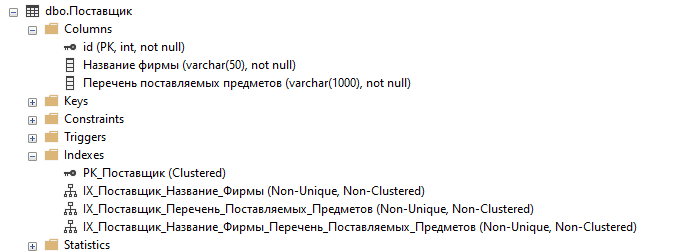 dbo.Поставщик
Columns
id (PK, int, not null)
Название фирмы (varchar(50), not null)
Перечень поставляемых предметов (varchar(1000), not null)
Keys
Constraints
Triggers
Indexes
PK_Поставщик (Clustered)
IX_Поставщик_Название_Фирмы (Non-Unique, Non-Clustered)
IX_Поставщик_Перечень_Поставляемых_Предметов (Non-Unique, Non-Clustered)
IX_Поставщик_Название_Фирмы_Перечень_Поставляемых_Предметов (Non-Unique, Non-Clustered)
Statistics